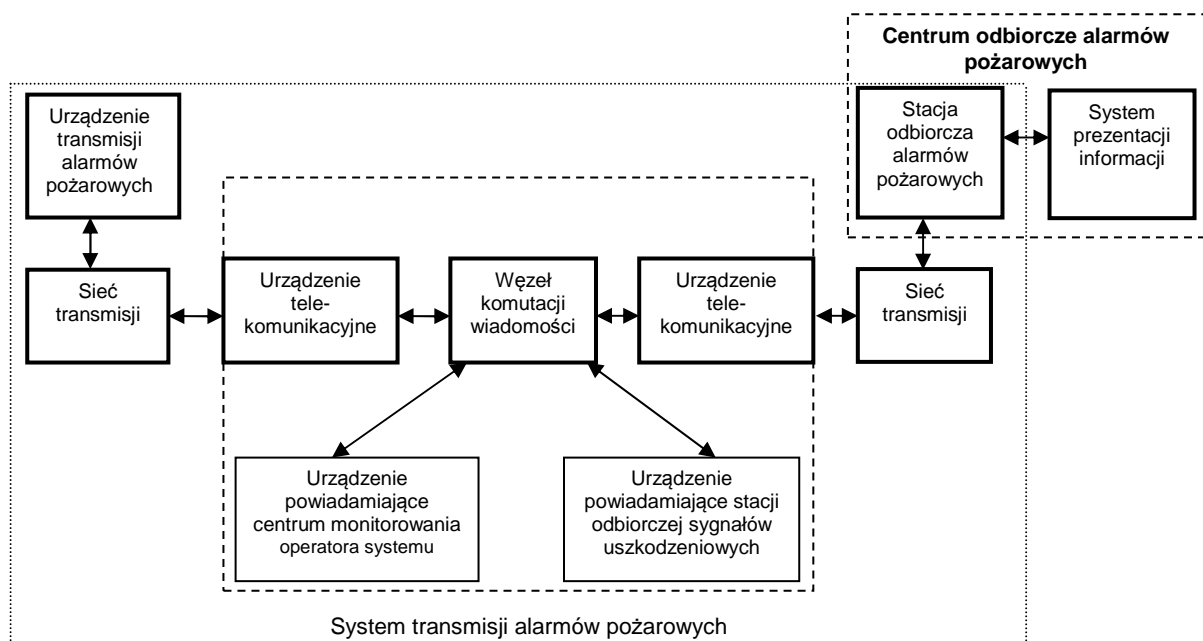 Centrum odbiorcze alarmów
pożarowych
Urządzenie
transmisji
alarmów
pożarowych
Stacja
odbiorcza
alarmów
pożarowych
System
prezentacji
informacji
Sieć
transmisji
Urządzenie
tele-
komunikacyjne
Węzeł
komutacji
wiadomości
Urządzenie
tele-
komunikacyjne
Sieć
transmisji
Urządzenie
powiadamiające
centrum monitorowania
operatora systemu
Urządzenie
powiadamiające stacji
odbiorczej sygnałów
uszkodzeniowych
System transmisji alarmów pożarowych